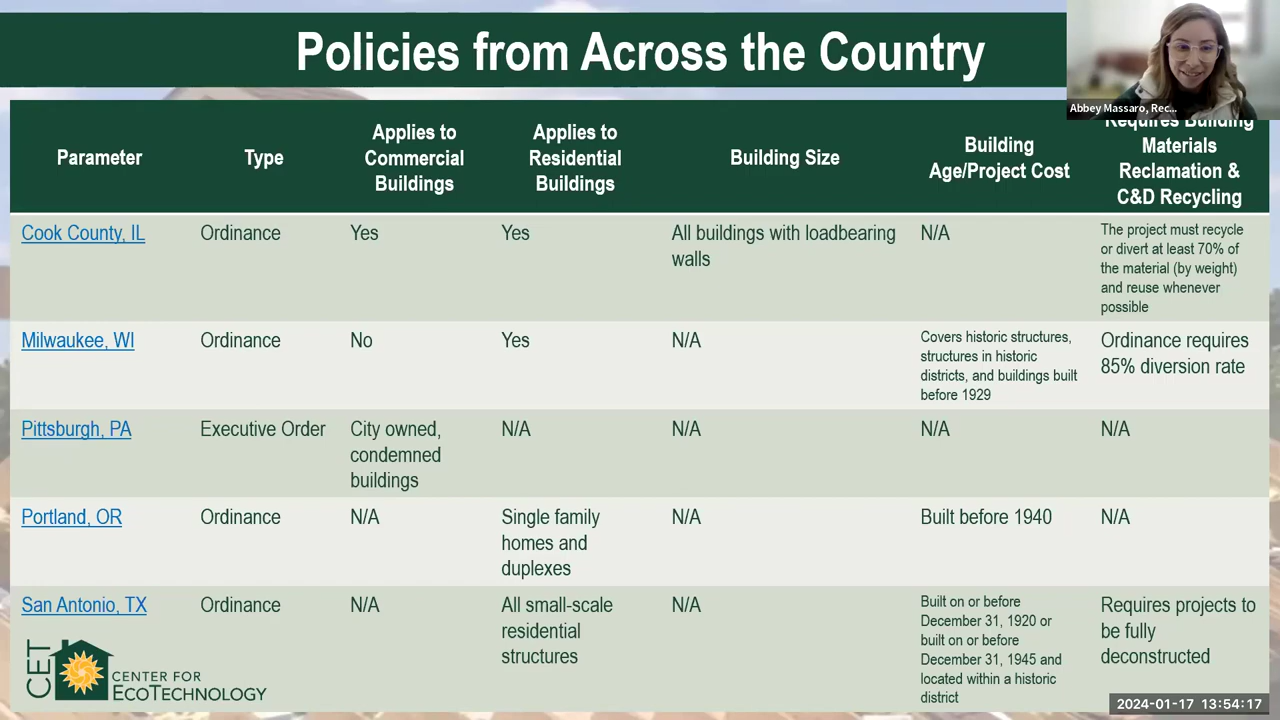 Policies from Across the Country
Abbey Massaro, Rec...
Parameter
Type
Applies to
Commercial
Buildings
Applies to
Residential
Buildings
Building Size
Building
Age/Project Cost
Requires Building
Materials
Reclamation &
C&D Recycling
Cook County, IL
Ordinance
Yes
Yes
All buildings with loadbearing
walls
N/A
The project must recycle
or divert at least 70% of
the material (by weight)
and reuse whenever
possible
Milwaukee, WI
Ordinance
No
Yes
N/A
Covers historic structures,
structures in historic
districts, and buildings built
before 1929
Ordinance requires
85% diversion rate
Pittsburgh, PA
Executive Order
City owned,
condemned
buildings
N/A
N/A
N/A
N/A
Portland, OR
Ordinance
N/A
Single family
homes and
duplexes
N/A
Built before 1940
N/A
San Antonio, TX
Ordinance
N/A
All small-scale
residential
structures
N/A
Built on or before
December 31, 1920 or
built on or before
December 31, 1945 and
located within a historic
district
Requires projects to
be fully
deconstructed
CET
CENTER FOR
ECOTECHNOLOGY
2024-01-17 13:54:17